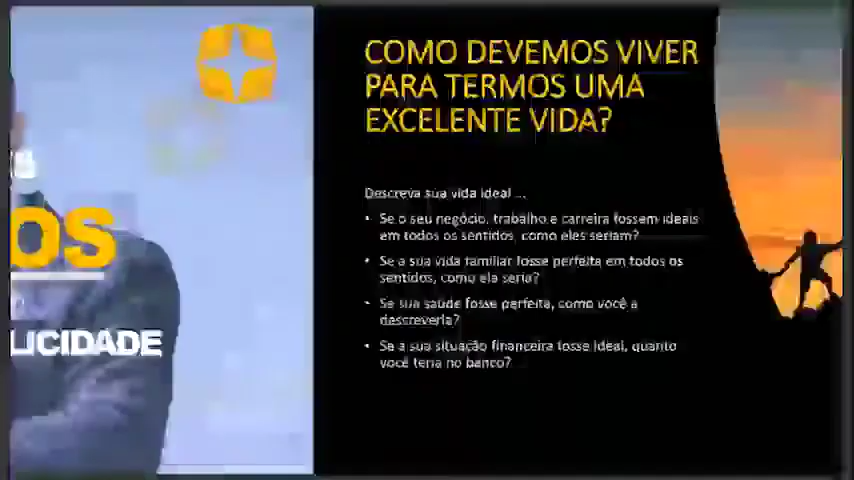 OS
LICIDADE
COMO DEVEMOS VIVER
PARA TERMOS UMA
EXCELENTE VIDA?
Descreva sua vida ideal ...
• Se o seu negócio, trabalho e carreira fossem ideais
em todos os sentidos, como eles seriam?
• Se a sua vida familiar fosse perfeita em todos os
sentidos, como ela seria?
• Se sua saúde fosse perfeita, como você a
descreveria?
• Se a sua situação financeira fosse ideal, quanto
você teria no banco?